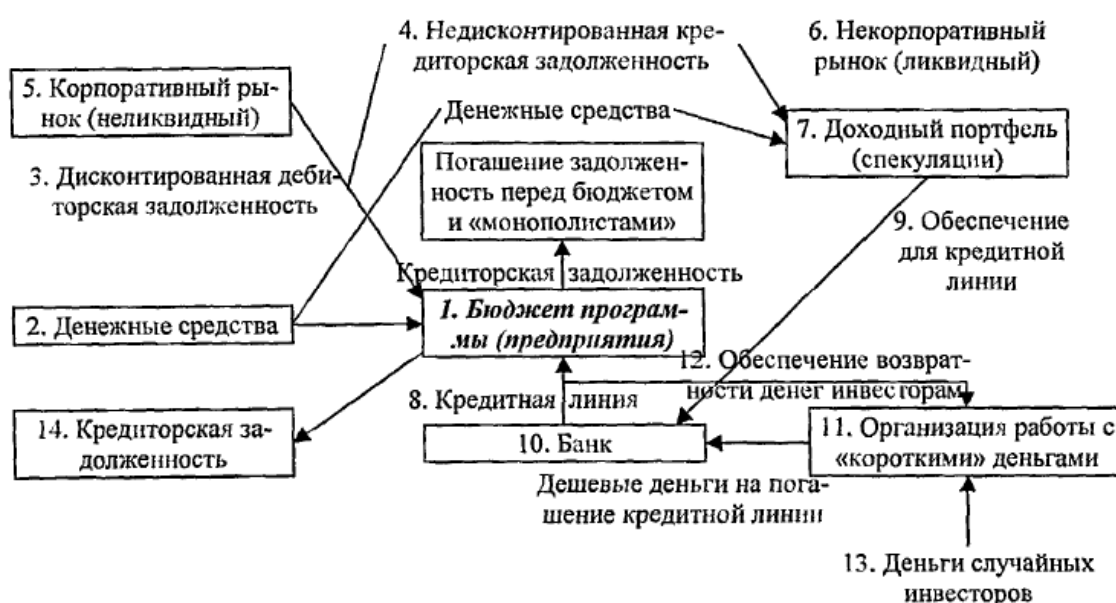 4. Недисконтированная кре-
диторская задолженность
6. Некорпоративный
рынок (ликвидный)
5. Корпоративный ры-
нок (неликвидный)
Денежные средства
7. Доходный портфель
(спекуляции)
3. Дисконтированная деби-
торская задолженность
Погашение задолжен-
ность перед бюджетом
и «монополистами»
9. Обеспечение
для кредитной
линии
Кредиторская задолженность
2. Денежные средства
1. Бюджет програм-
мы (предприятия)
12. Обеспечение возврат-
ности денег инвесторам
8. Кредитная линия
14. Кредиторская за-
долженность
10. Банк
11. Организация работы с
«короткими» деньгами
Дешевые деньги на пога-
шение кредитной линии
13. Деньги случайных
инвесторов